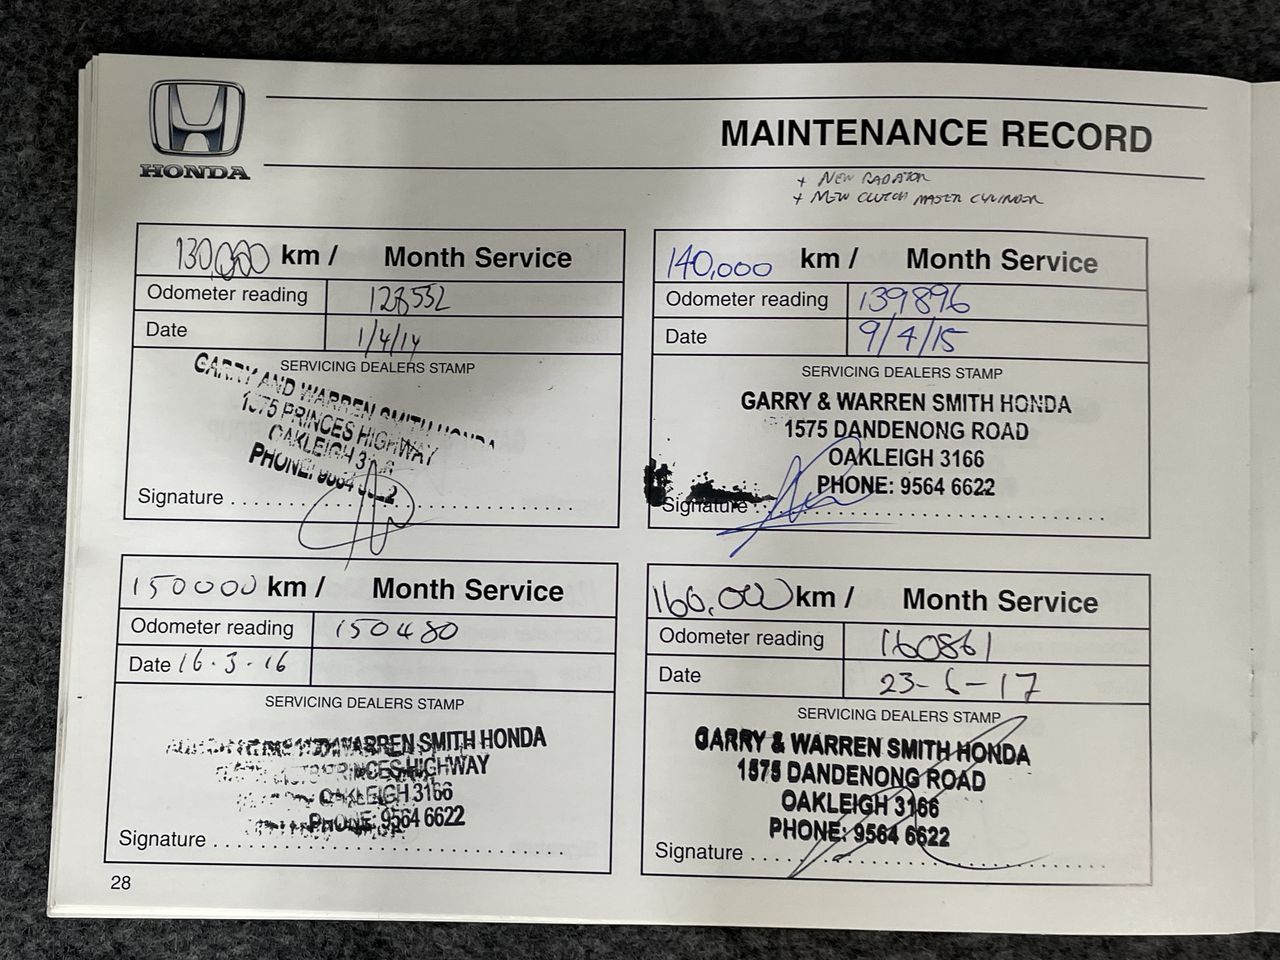 HONDA
MAINTENANCE RECORD
+ NEW RADIATOR
+ NEW CLUTCH MASTER CYLINDER
130,000 km / Month Service
Odometer reading 128552
Date 1/4/14
SERVICING DEALERS STAMP
GARRY AND WARREN SMITH HONDA
1575 PRINCES HIGHWAY
OAKLEIGH
PHONE: 9564
Signature
140,000 km / Month Service
Odometer reading 139896
Date 9/4/15
SERVICING DEALERS STAMP
GARRY & WARREN SMITH HONDA
1575 DANDENONG ROAD
OAKLEIGH 3166
PHONE: 9564 6622
Signature
150000 km / Month Service
Odometer reading 150480
Date 16.3.16
SERVICING DEALERS STAMP
WARREN SMITH HONDA
PRINCES HIGHWAY
OAKLEIGH 3166
PHONE: 9564 6622
Signature
160,000 km / Month Service
Odometer reading 160861
Date 23-6-17
SERVICING DEALERS STAMP
GARRY & WARREN SMITH HONDA
1575 DANDENONG ROAD
OAKLEIGH 3166
PHONE: 9564 6622
Signature
28